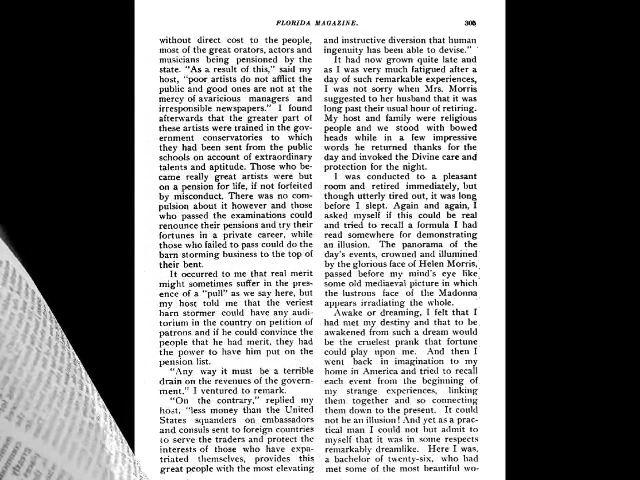 FLORIDA MAGAZINE. 305
without direct cost to the people,
most of the great orators, actors and
musicians being pensioned by the
state. "As a result of this," said my
host, "poor artists do not afflict the
public and good ones are not at the
mercy of avaricious managers and
irresponsible newspapers." I found
afterwards that the greater part of
these artists were trained in the gov-
ernment conservatories to which
they had been sent from the public
schools on account of extraordinary
talents and aptitude. Those who be-
came really great artists were but
on a pension for life, if not forfeited
by misconduct. There was no com-
pulsion about it however and those
who passed the examinations could
renounce their pensions and try their
fortunes in a private career, while
those who failed to pass could do the
barn storming business to the top of
their bent.
It occurred to me that real merit
might sometimes suffer in the pres-
ence of a "pull" as we say here, but
my host told me that the veriest
barn stormer could have any audi-
torium in the country on petition of
patrons and if he could convince the
people that he had merit, they had
the power to have him put on the
pension list.
"Any way it must be a terrible
drain on the revenues of the govern-
ment," I ventured to remark.
"On the contrary," replied my
host, "less money than the United
States squanders on embassadors
and consuls sent to foreign countries
to serve the traders and protect the
interests of those who have expa-
triated themselves, provides this
great people with the most elevating
and instructive diversion that human
ingenuity has been able to devise."
It had now grown quite late and
as I was very much fatigued after a
day of such remarkable experiences,
I was not sorry when Mrs. Morris
suggested to her husband that it was
long past their usual hour of retiring.
My host and family were religious
people and we stood with bowed
heads while in a few impressive
words he returned thanks for the
day and invoked the Divine care and
protection for the night.
I was conducted to a pleasant
room and retired immediately, but
though utterly tired out, it was long
before I slept. Again and again, I
asked myself if this could be real
and tried to recall a formula I had
read somewhere for demonstrating
an illusion. The panorama of the
day's events, crowned and illumined
by the glorious face of Helen Morris,
passed before my mind's eye like
some old mediaeval picture in which
the lustrous face of the Madonna
appears irradiating the whole.
Awake or dreaming, I felt that I
had met my destiny and that to be
awakened from such a dream would
be the cruelest prank that fortune
could play upon me. And then I
went back in imagination to my
home in America and tried to recall
each event from the beginning of
my strange experiences, linking
them together and so connecting
them down to the present. It could
not be an illusion! And yet as a prac-
tical man I could not but admit to
myself that it was in some respects
remarkably dreamlike. Here I was,
a bachelor of twenty-six, who had
met some of the most beautiful wo-